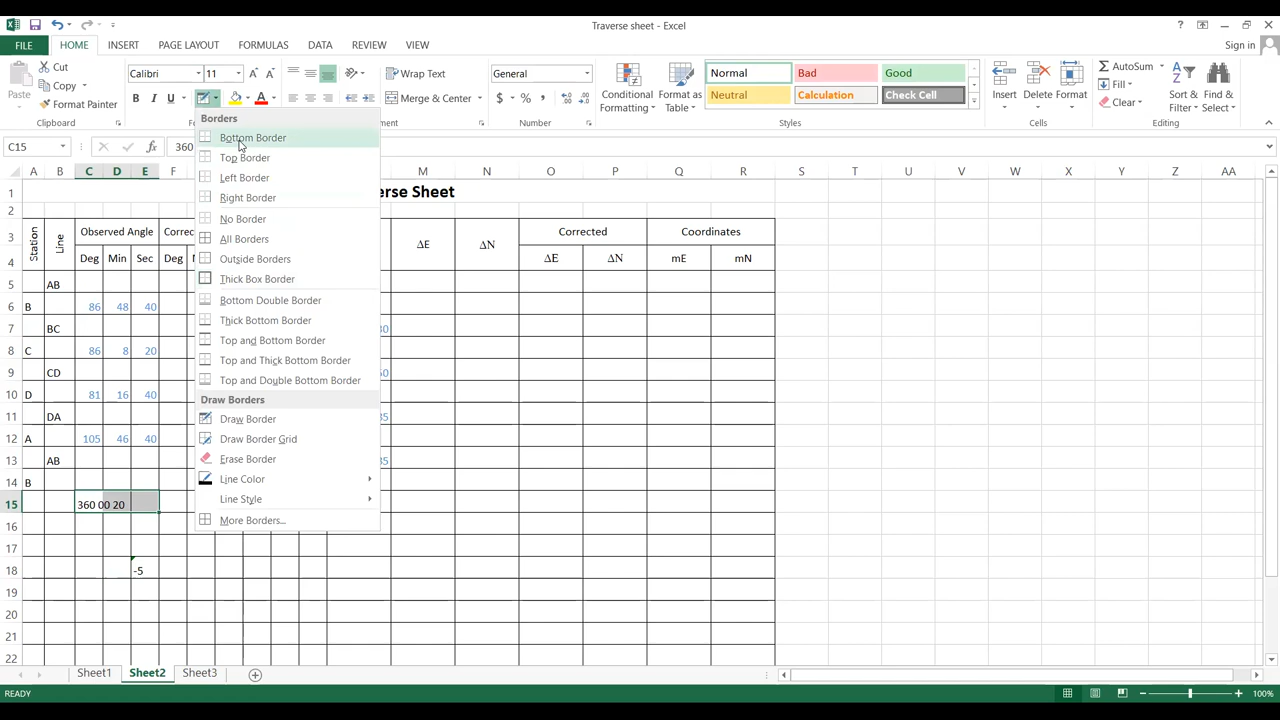 Traverse sheet - Excel
Sign in
FILE HOME INSERT PAGE LAYOUT FORMULAS DATA REVIEW VIEW
Cut
Copy
Format Painter
Paste
Clipboard
Calibri 11
Wrap Text
Merge & Center
General
Number
Conditional Formatting
Format as Table
Normal Bad Good
Neutral Calculation Check Cell
Styles
Insert Delete Format
Cells
AutoSum
Fill
Clear
Sort & Filter
Find & Select
Editing
C15
360
Borders
Bottom Border
Top Border
Left Border
Right Border
No Border
All Borders
Outside Borders
Thick Box Border
Bottom Double Border
Thick Bottom Border
Top and Bottom Border
Top and Thick Bottom Border
Top and Double Bottom Border
Draw Borders
Draw Border
Draw Border Grid
Erase Border
Line Color
Line Style
More Borders...
A B C D E F M N O P Q R S T U V W X Y Z AA
1 erse Sheet
2
3 Station Line Observed Angle Correc ΔE ΔN Corrected Coordinates
4 Deg Min Sec Deg ΔE ΔN mE mN
5 AB
6 B 86 48 40
7 BC 30
8 C 86 8 20
9 CD
10 D 81 16 40
11 DA 35
12 A 105 46 40
13 AB 35
14 B
15 360 00 20
16
17
18 -5
19
20
21
22
Sheet1 Sheet2 Sheet3
READY
100%